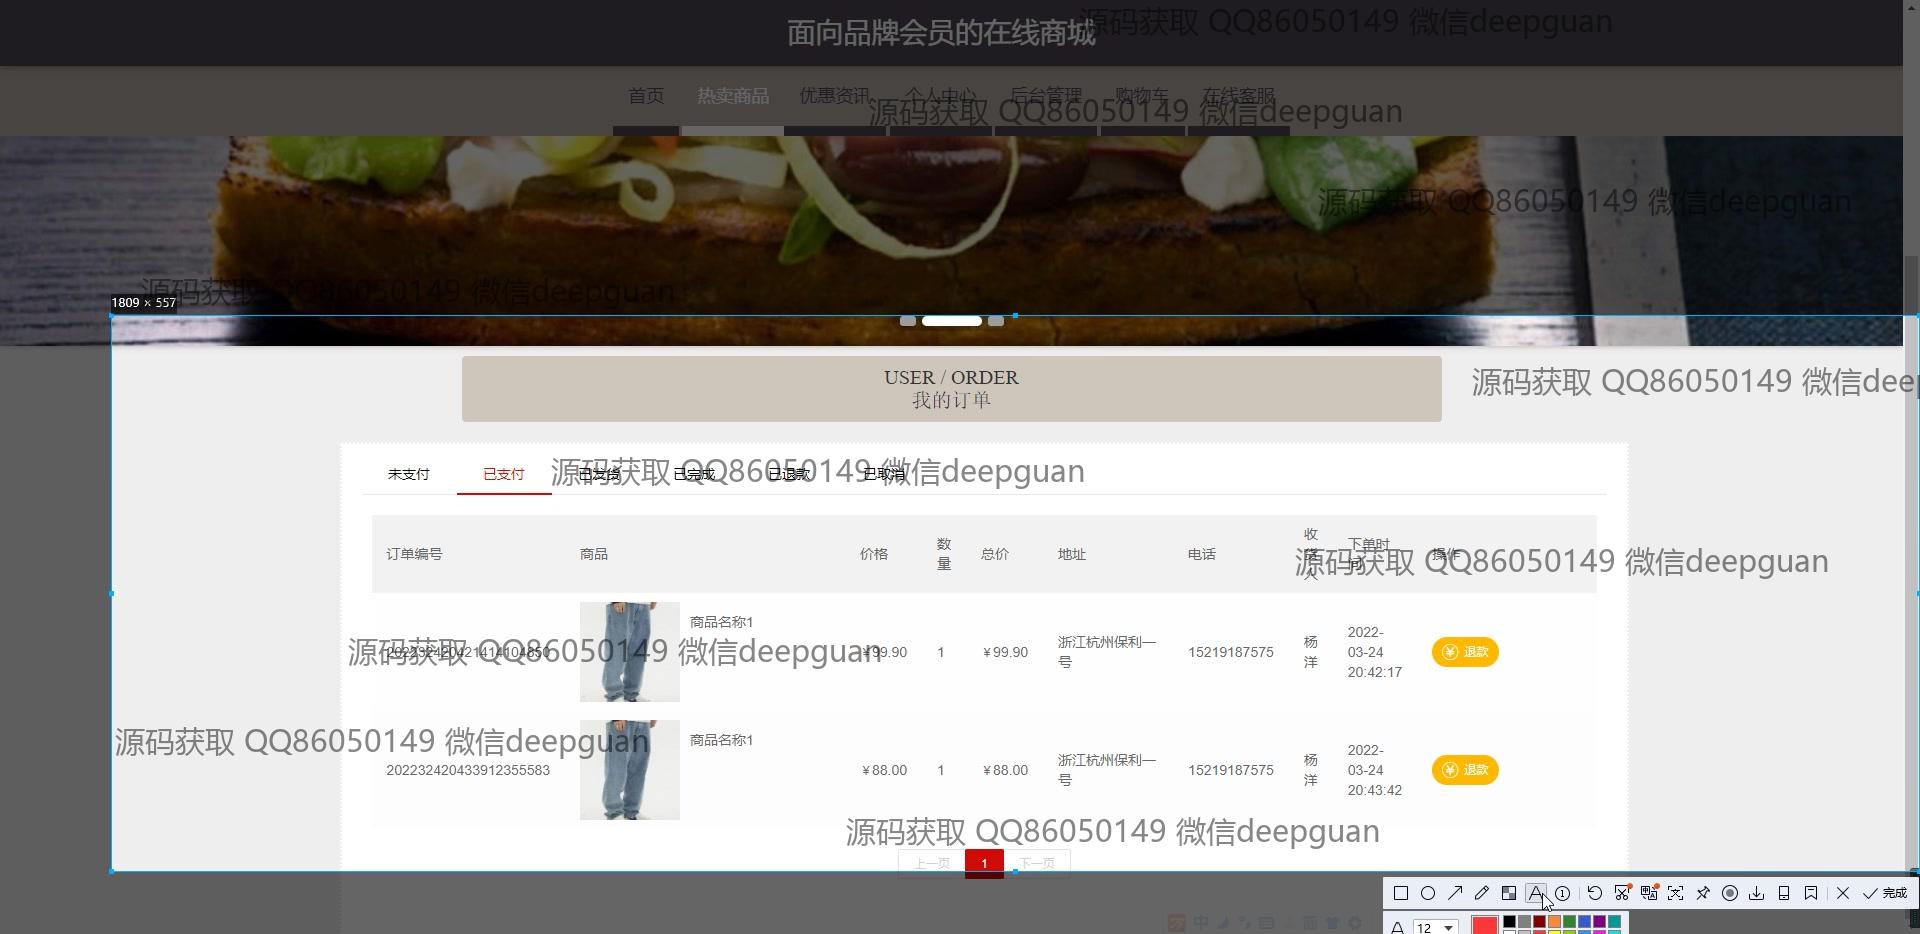 面向品牌会员的在线商城
源码获取 QQ86050149 微信deepguan
首页 热卖商品 优惠资讯 个人中心 后台管理 购物车 在线客服
源码获取 QQ86050149 微信deepguan
源码获取 QQ86050149 微信deepguan
源码获取 QQ86050149 微信deepguan
1809 × 557
USER / ORDER
我的订单
源码获取 QQ86050149 微信dee
未支付 已支付 已发货 已完成 已退款 已取消
源码获取 QQ86050149 微信deepguan
订单编号 商品 价格 数量 总价 地址 电话 收货人 下单时间 操作
源码获取 QQ86050149 微信deepguan
商品名称1
202232420421414104850 ￥99.90 1 ￥99.90 浙江杭州保利一号 15219187575 杨洋 2022-03-24 20:42:17 退款
源码获取 QQ86050149 微信deepguan
源码获取 QQ86050149 微信deepguan
商品名称1
202232420433912355583 ￥88.00 1 ￥88.00 浙江杭州保利一号 15219187575 杨洋 2022-03-24 20:43:42 退款
源码获取 QQ86050149 微信deepguan
上一页 1 下一页
完成
A 12